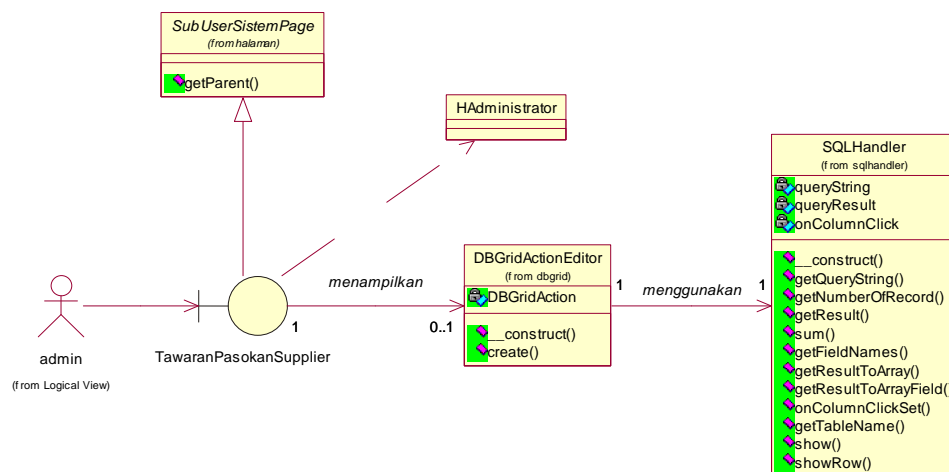 SubUserSistemPage
(from halaman)
getParent()
HAdministrator
SQLHandler
(from sqlhandler)
queryString
queryResult
onColumnClick
__construct()
getQueryString()
getNumberOfRecord()
getResult()
sum()
getFieldNames()
getResultToArray()
getResultToArrayField()
onColumnClickSet()
getTableName()
show()
showRow()
DBGridActionEditor
(from dbgrid)
DBGridAction
__construct()
create()
menampilkan
1
0..1
menggunakan
1
1
admin
(from Logical View)
TawaranPasokanSupplier